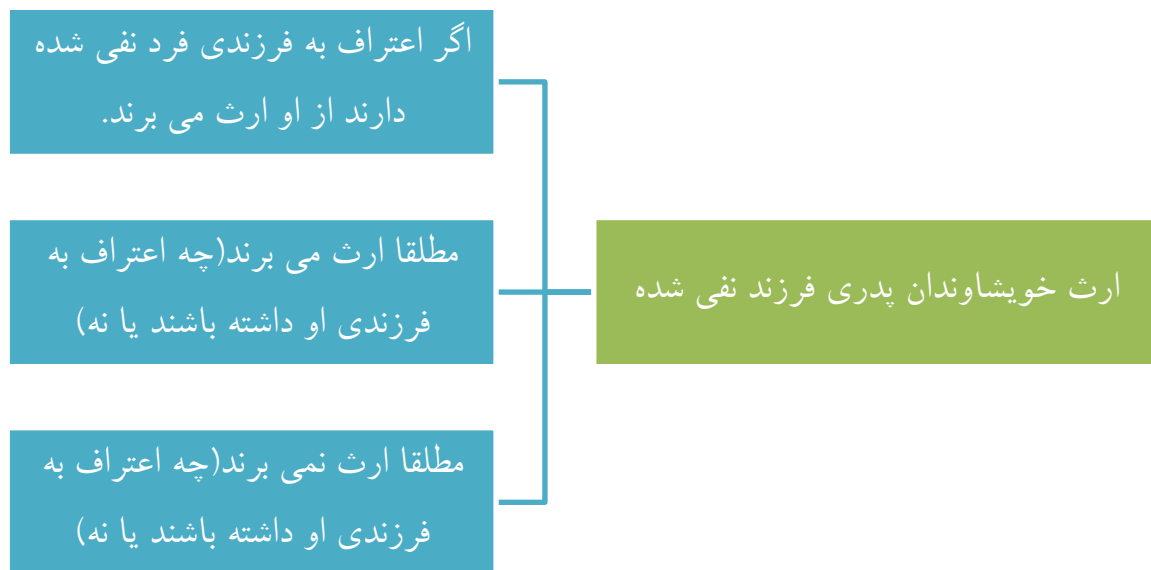 ارث خویشاوندان پدری فرزند نفی شده
اگر اعتراف به فرزندی فرد نفی شده
دارند از او ارث می برند.
مطلقا ارث می برند(چه اعتراف به
فرزندی او داشته باشند یا نه)
مطلقا ارث نمی برند(چه اعتراف به
فرزندی او داشته باشند یا نه)